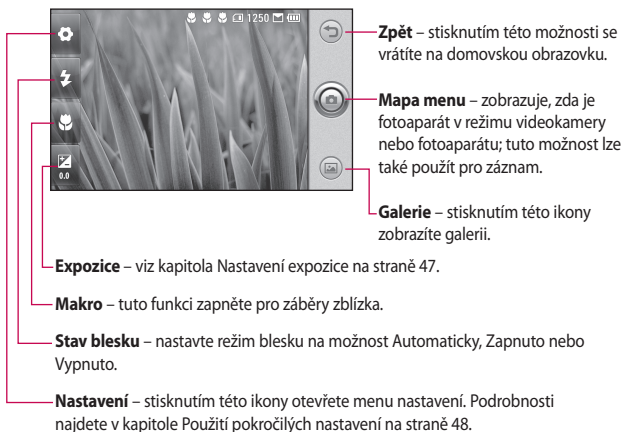 1250
0.0
Zpět – stisknutím této možnosti se
vrátíte na domovskou obrazovku.
Mapa menu – zobrazuje, zda je
fotoaparát v režimu videokamery
nebo fotoaparátu; tuto možnost lze
také použít pro záznam.
Galerie – stisknutím této ikony
zobrazíte galerii.
Expozice – viz kapitola Nastavení expozice na straně 47.
Makro – tuto funkci zapněte pro záběry zblízka.
Stav blesku – nastavte režim blesku na možnost Automaticky, Zapnuto nebo
Vypnuto.
Nastavení – stisknutím této ikony otevřete menu nastavení. Podrobnosti
najdete v kapitole Použití pokročilých nastavení na straně 48.